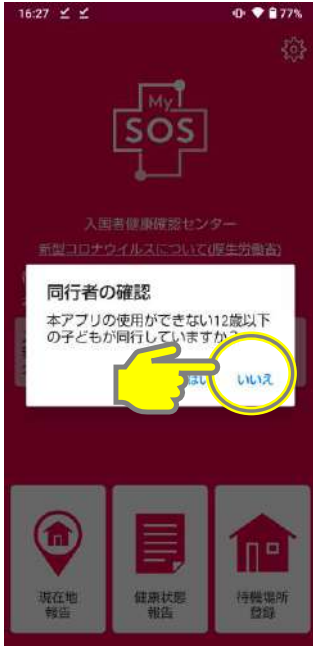 16:27
77%
My
SOS
入国者健康確認センター
新型コロナウイルスについて(厚生労働省)
同行者の確認
本アプリの使用ができない12歳以下
の子どもが同行していますか?
はい いいえ
現在地
報告
健康状態
報告
待機場所
登録